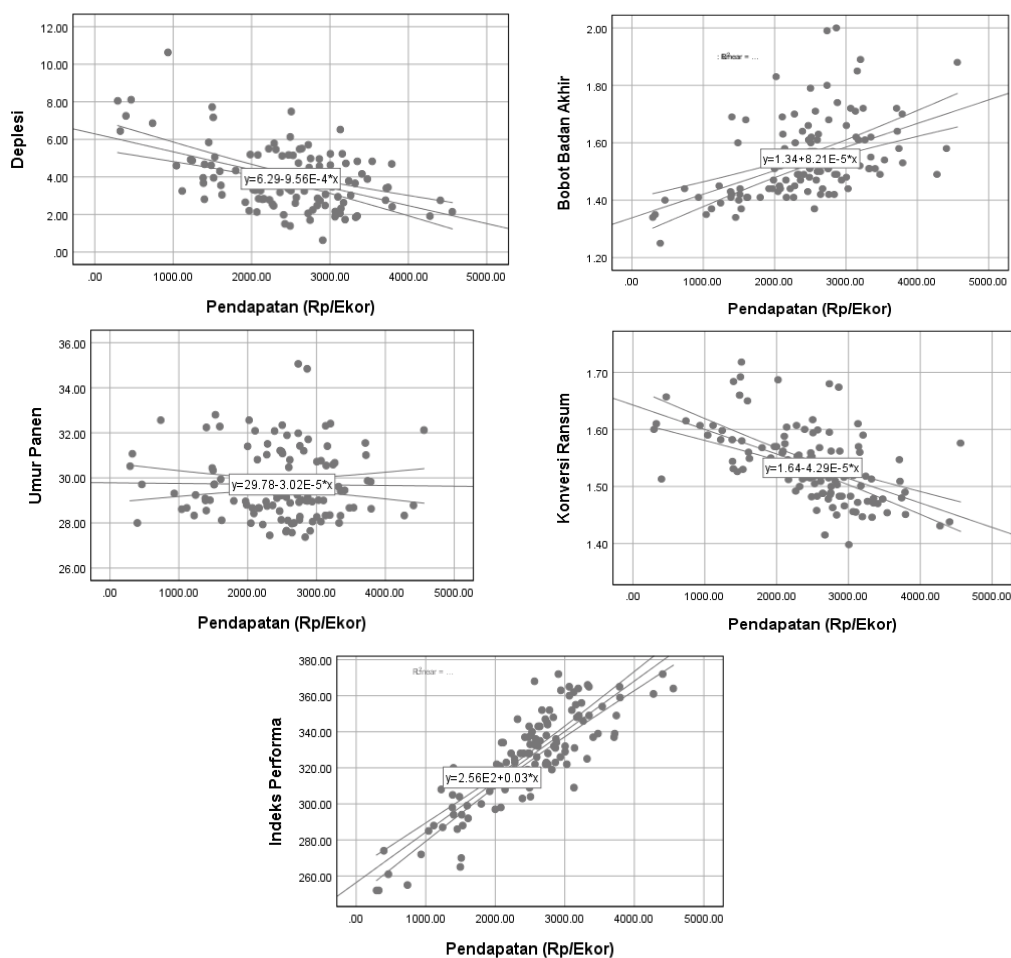 Deplesi
12.00
10.00
8.00
6.00
4.00
2.00
.00
y=6.29-9.56E-4*x
.00 1000.00 2000.00 3000.00 4000.00 5000.00
Pendapatan (Rp/Ekor)
Bobot Badan Akhir
2.00
1.80
1.60
1.40
1.20
y=1.34+8.21E-5*x
.00 1000.00 2000.00 3000.00 4000.00 5000.00
Pendapatan (Rp/Ekor)
Umur Panen
36.00
34.00
32.00
30.00
28.00
26.00
y=29.78-3.02E-5*x
.00 1000.00 2000.00 3000.00 4000.00 5000.00
Pendapatan (Rp/Ekor)
Konversi Ransum
1.70
1.60
1.50
1.40
y=1.64-4.29E-5*x
.00 1000.00 2000.00 3000.00 4000.00 5000.00
Pendapatan (Rp/Ekor)
Indeks Performa
380.00
360.00
340.00
320.00
300.00
280.00
260.00
y=2.56E2+0.03*x
.00 1000.00 2000.00 3000.00 4000.00 5000.00
Pendapatan (Rp/Ekor)